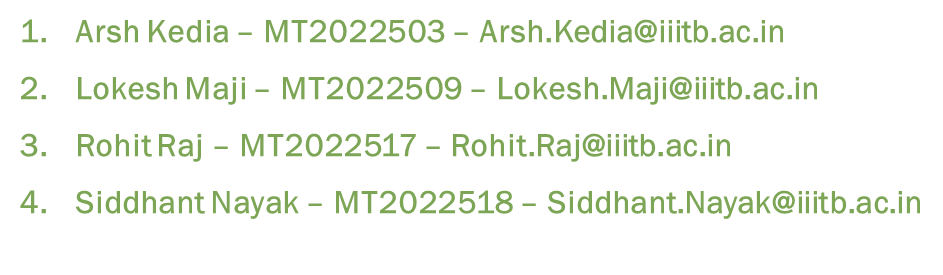 1. Arsh Kedia – MT2022503 – Arsh.Kedia@iiitb.ac.in
2. Lokesh Maji – MT2022509 – Lokesh.Maji@iiitb.ac.in
3. Rohit Raj – MT2022517 – Rohit.Raj@iiitb.ac.in
4. Siddhant Nayak – MT2022518 – Siddhant.Nayak@iiitb.ac.in